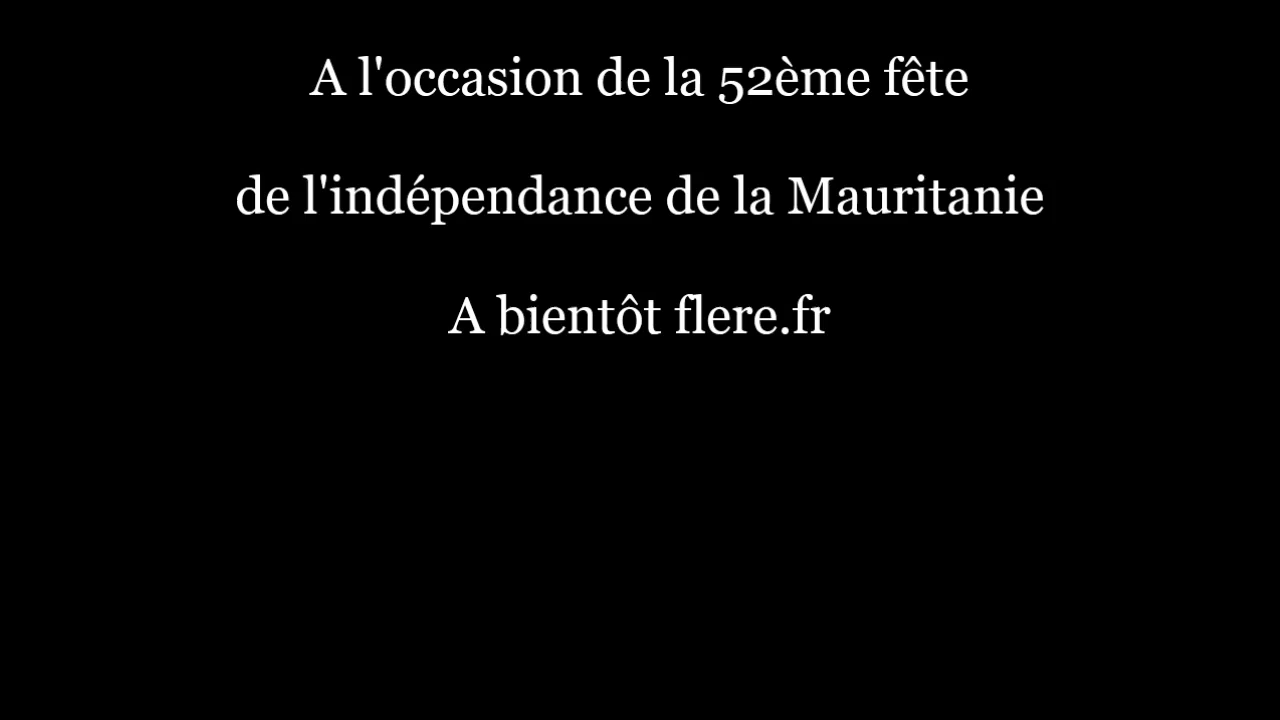 A l'occasion de la 52ème fête
de l'indépendance de la Mauritanie
A bientôt flere.fr